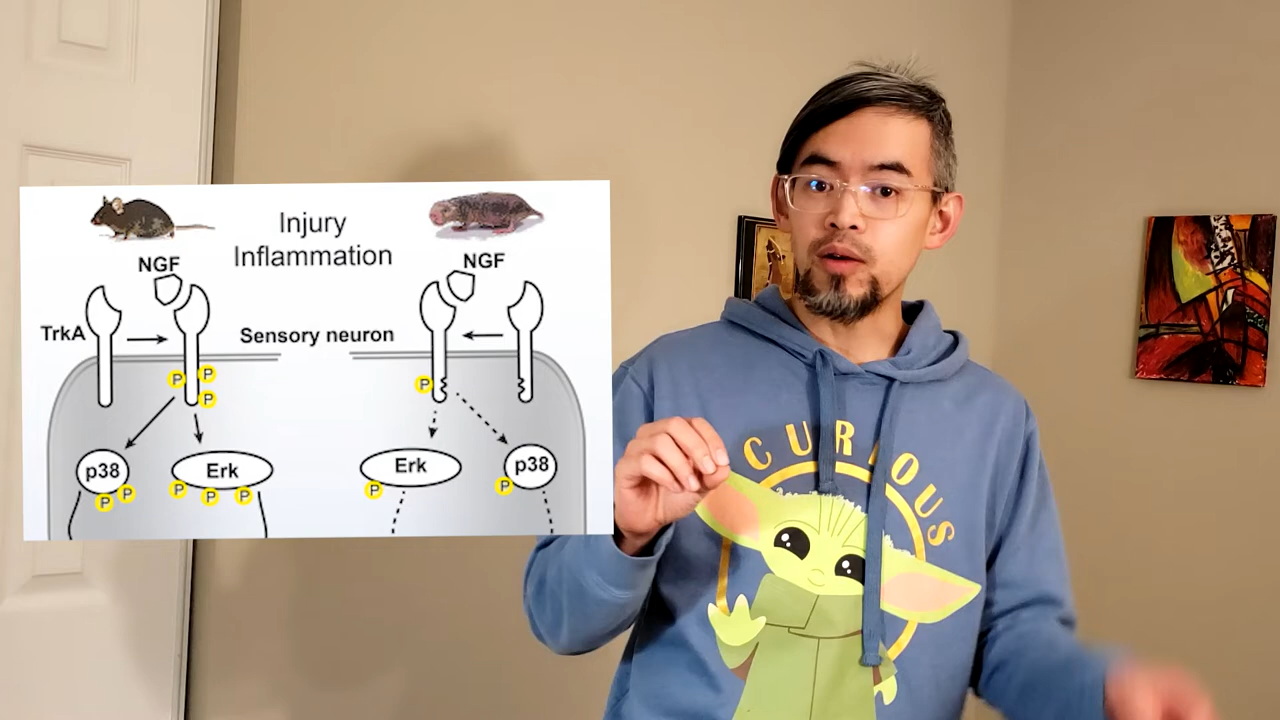 Injury
Inflammation
NGF
NGF
TrkA
Sensory neuron
P
P
P
P
p38
Erk
Erk
p38
P
P
P
P
P
P
P
CURIOUS